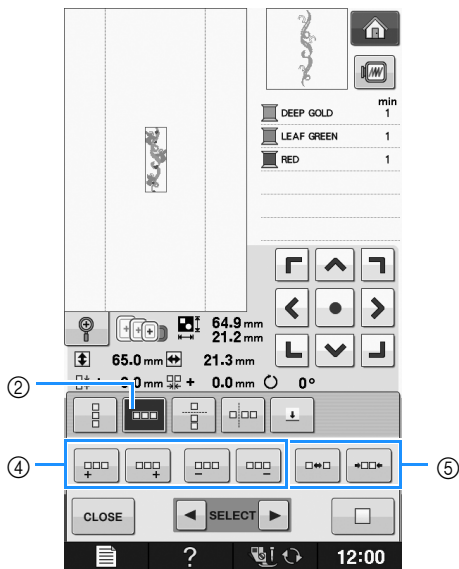 min
DEEP GOLD 1
LEAF GREEN 1
RED 1
64.9 mm
21.2 mm
65.0 mm 21.3 mm
+ 0.0 mm + 0.0 mm 0°
②
④
⑤
CLOSE SELECT
? 12:00